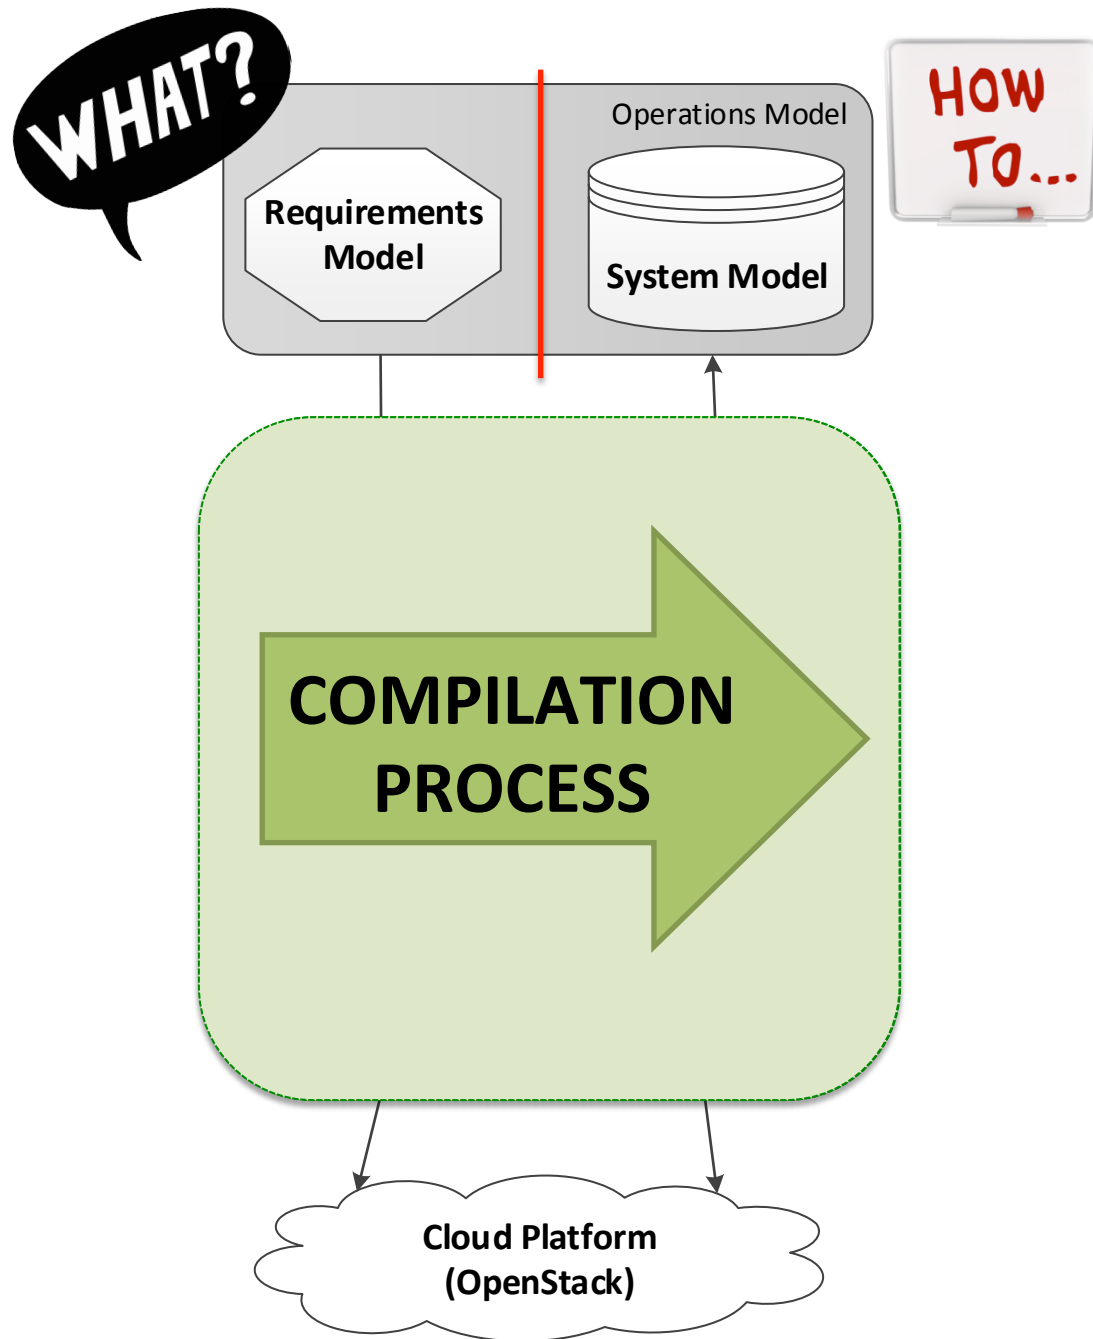 WHAT?
Operations Model
HOW
TO...
Requirements
Model
System Model
COMPILATION
PROCESS
Cloud Platform
(OpenStack)